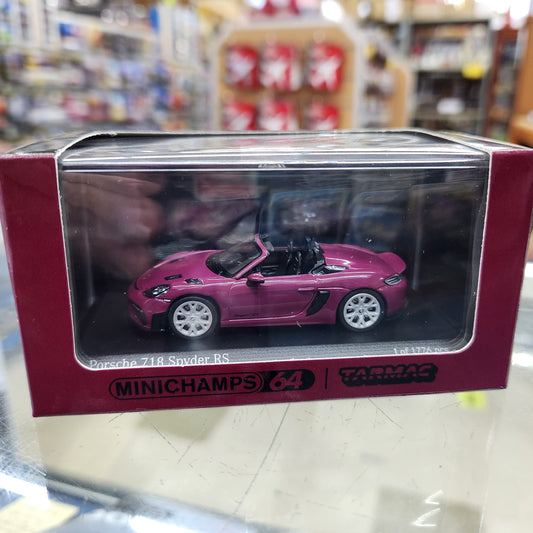 Porsche 718 Spyder RS
MINICHAMPS 64 | TARMAC